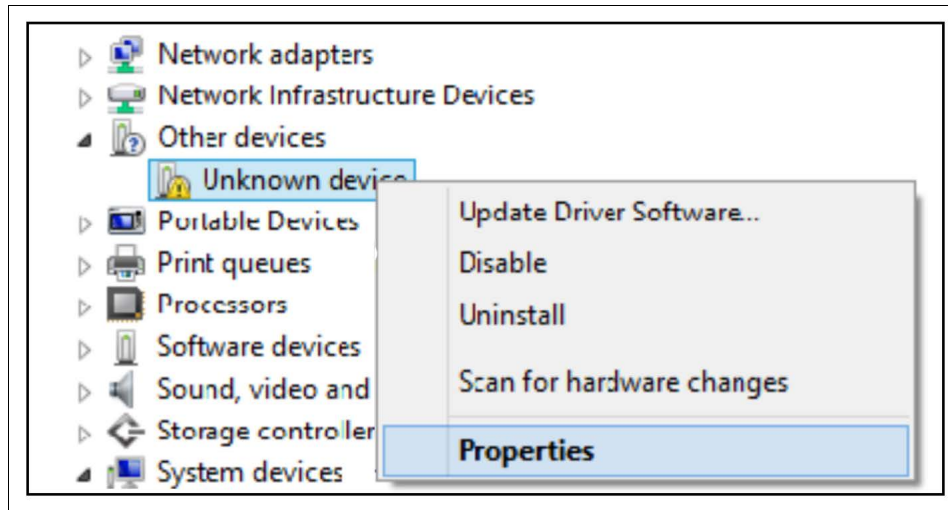 Network adapters
Network Infrastructure Devices
Other devices
Unknown device
Portable Devices
Print queues
Processors
Software devices
Sound, video and
Storage controller
System devices
Update Driver Software...
Disable
Uninstall
Scan for hardware changes
Properties